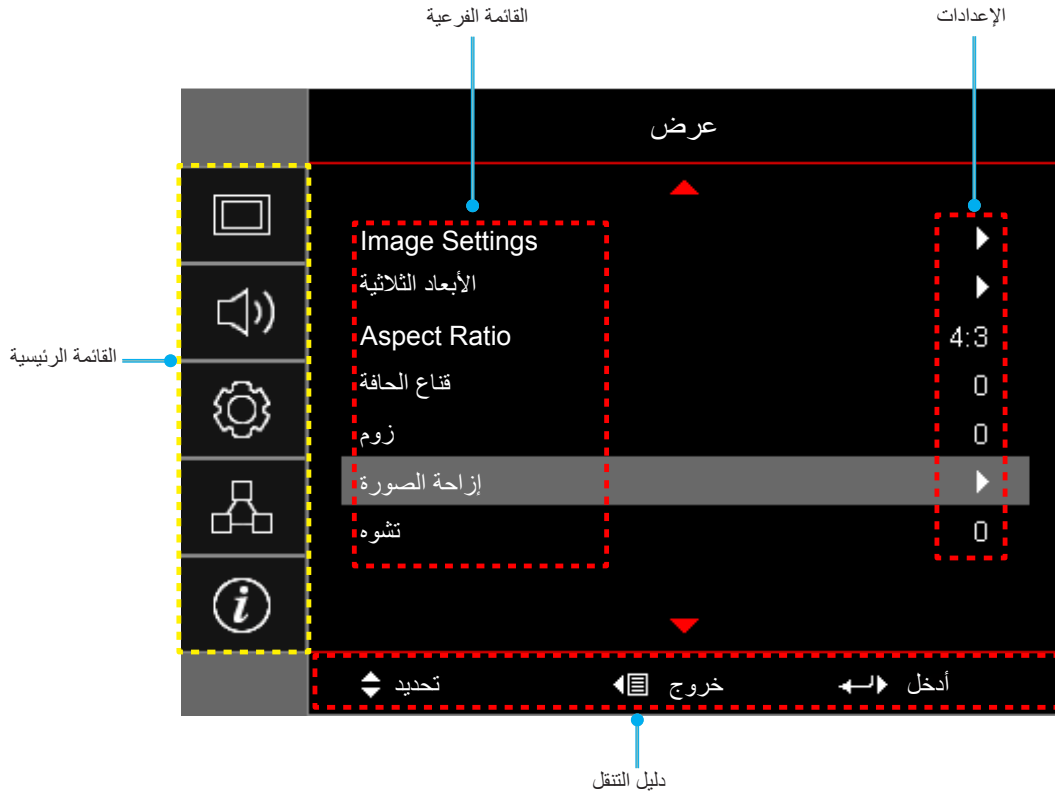 الإعدادات
القائمة الفرعية
عرض
Image Settings
الأبعاد الثلاثية
Aspect Ratio 4:3
قناع الحافة 0
زوم 0
إزاحة الصورة
تشوه 0
القائمة الرئيسية
أدخل خروج تحديد
دليل التنقل